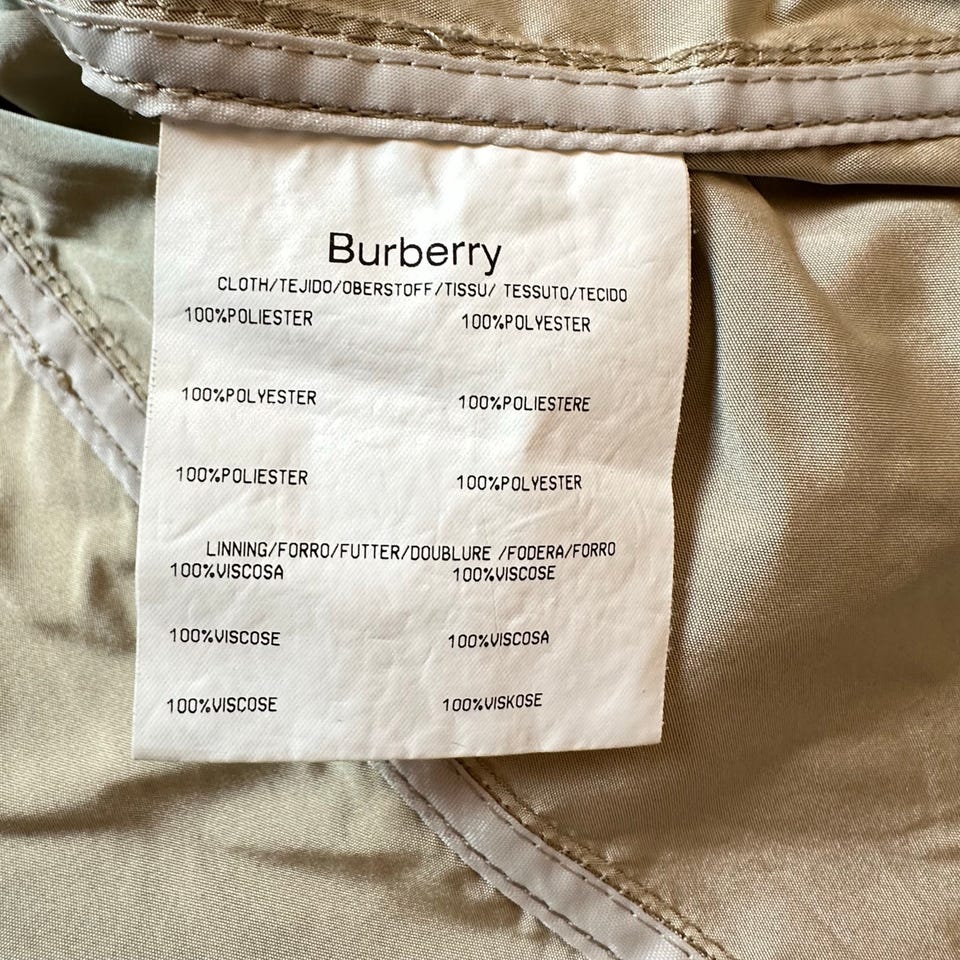 Burberry
CLOTH/TEJIDO/OBERSTOFF/TISSU/ TESSUTO/TECIDO
100%POLIESTER 100%POLYESTER
100%POLYESTER 100%POLIESTERE
100%POLIESTER 100%POLYESTER
LINNING/FORRO/FUTTER/DOUBLURE /FODERA/FORRO
100%VISCOSA 100%VISCOSE
100%VISCOSE 100%VISCOSA
100%VISCOSE 100%VISKOSE